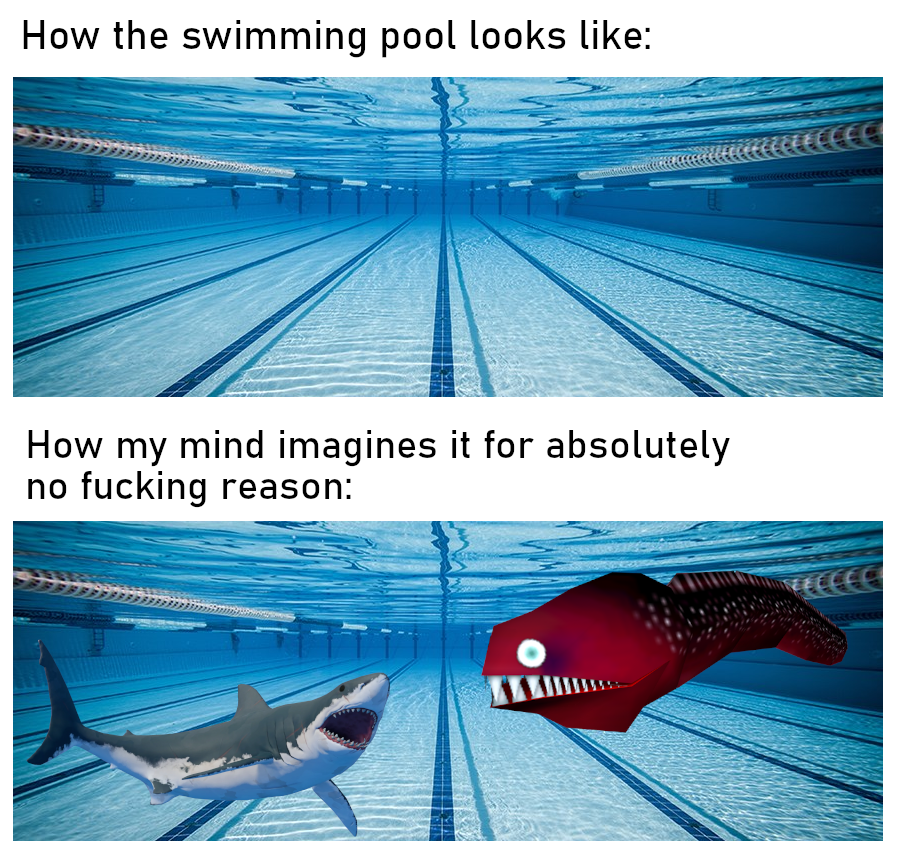 How the swimming pool looks like:
How my mind imagines it for absolutely
no fucking reason: